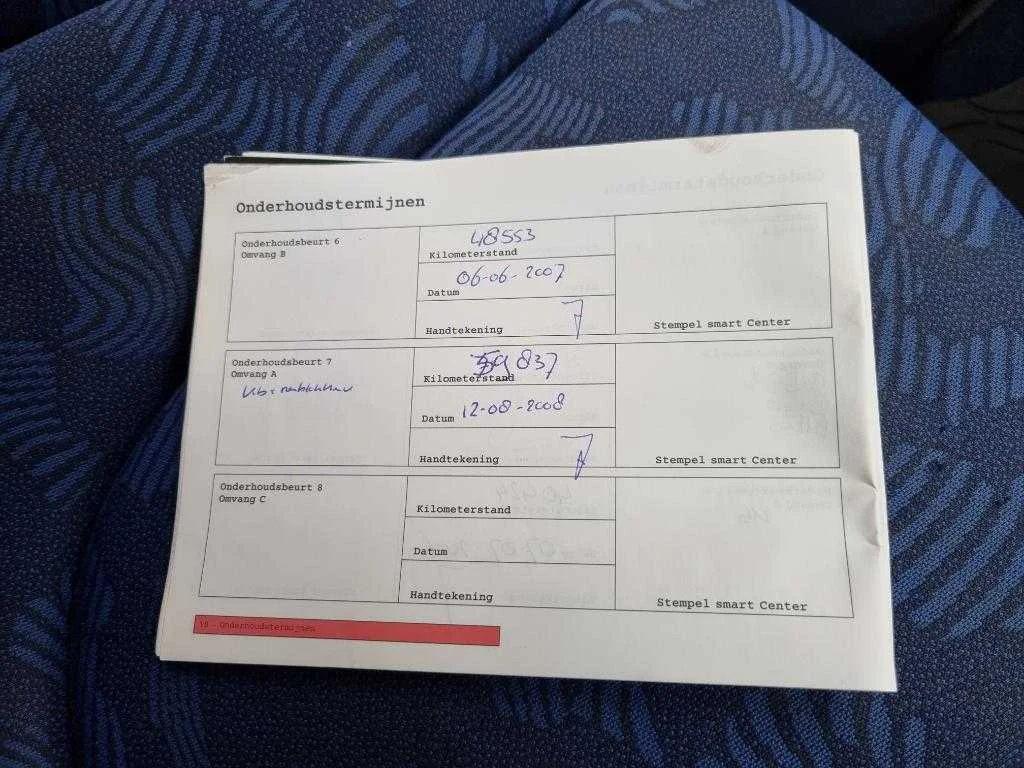 Onderhoudstermijnen
Onderhoudsbeurt 6
Omvang B
48553
Kilometerstand
06-06-2007
Datum
Handtekening
Stempel smart Center
Onderhoudsbeurt 7
Omvang A
59837
Kilometerstand
12-08-2008
Datum
Handtekening
Stempel smart Center
Onderhoudsbeurt 8
Omvang C
Kilometerstand
Datum
Handtekening
Stempel smart Center
- Onderhoudstermijnen